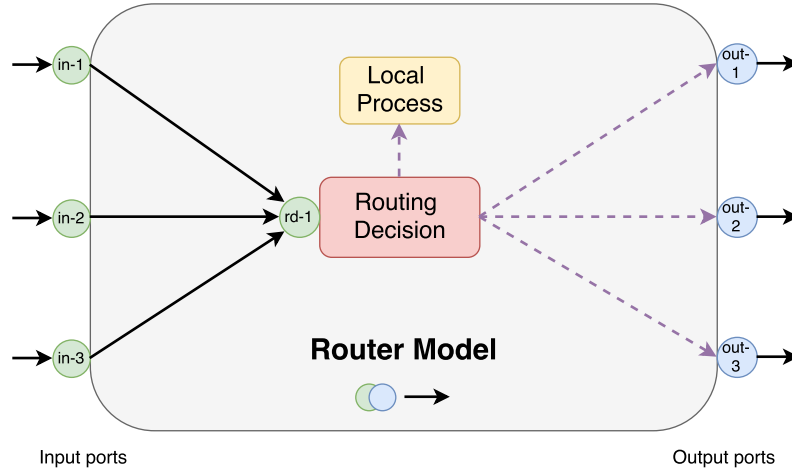 in-1
out-
1
Local
Process
in-2
rd-1
Routing
Decision
out-
2
in-3
out-
3
Router Model
Input ports
Output ports